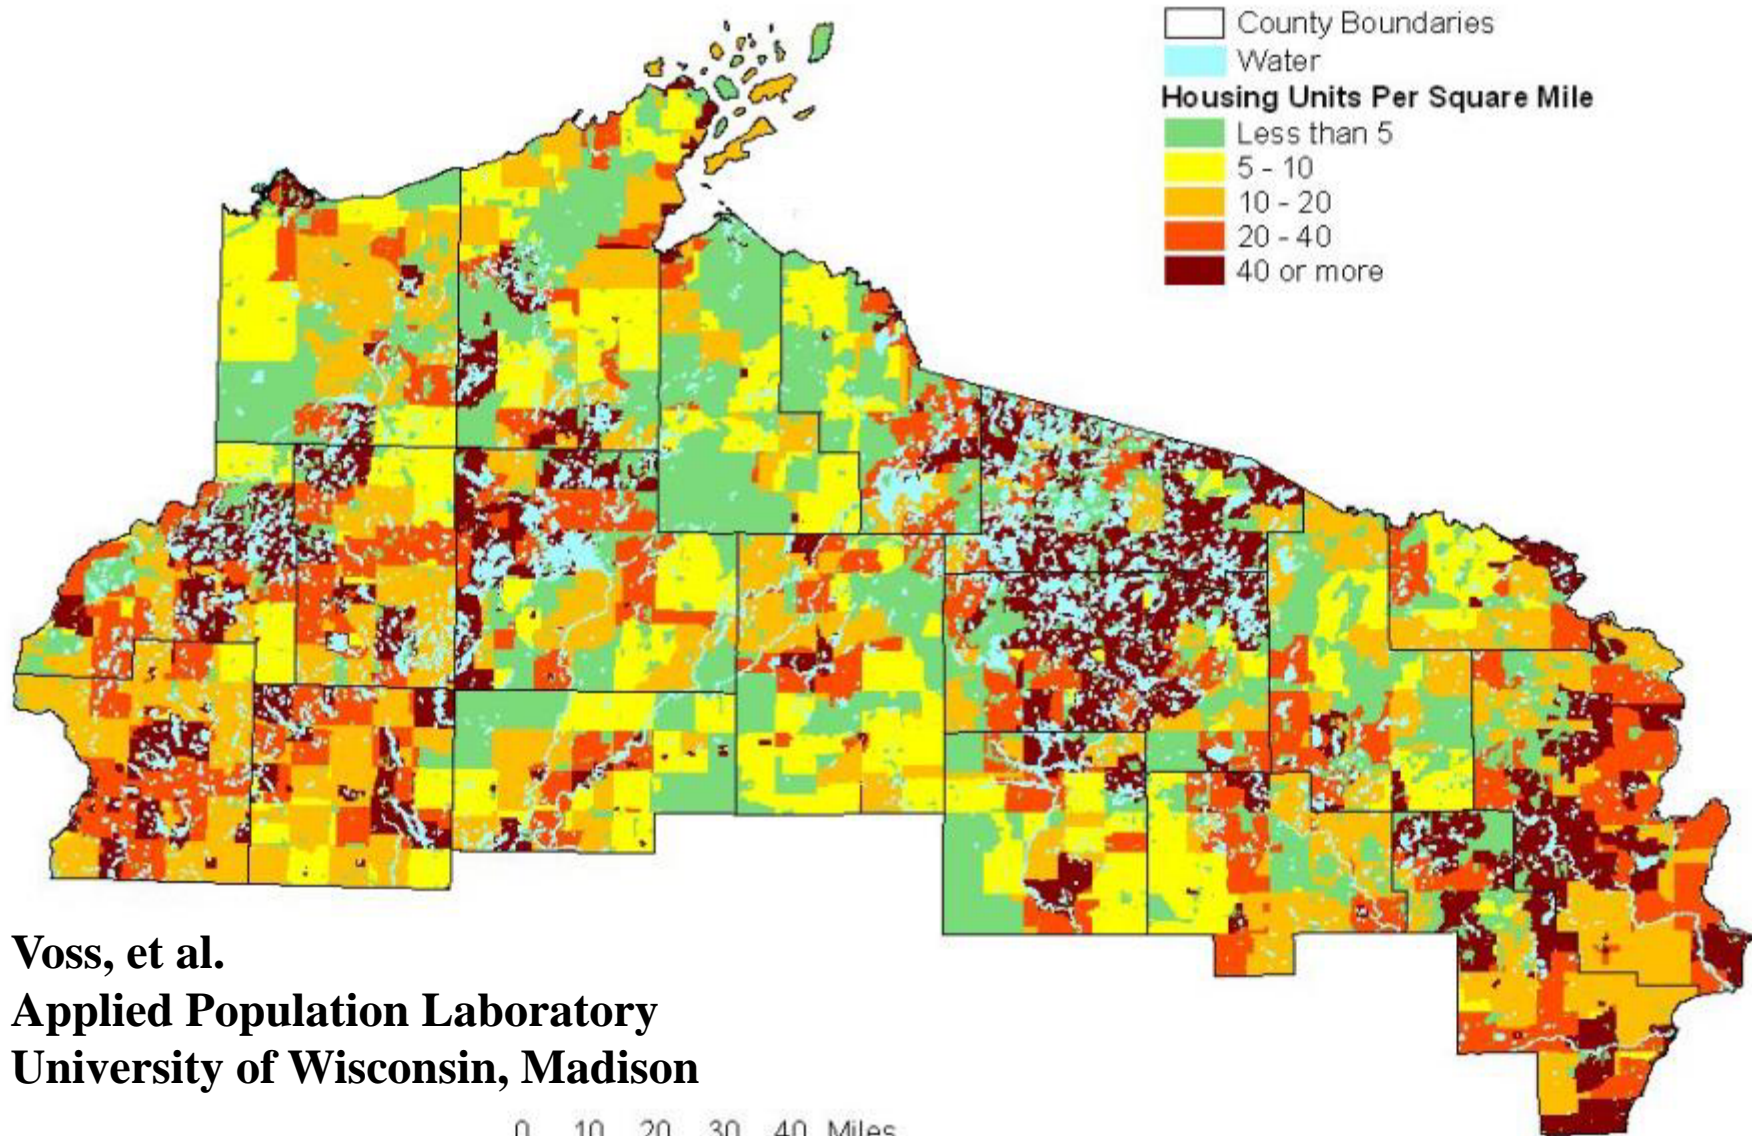 County Boundaries
Water
Housing Units Per Square Mile
Less than 5
5 - 10
10 - 20
20 - 40
40 or more
Voss, et al.
Applied Population Laboratory
University of Wisconsin, Madison
0 10 20 30 40 Miles